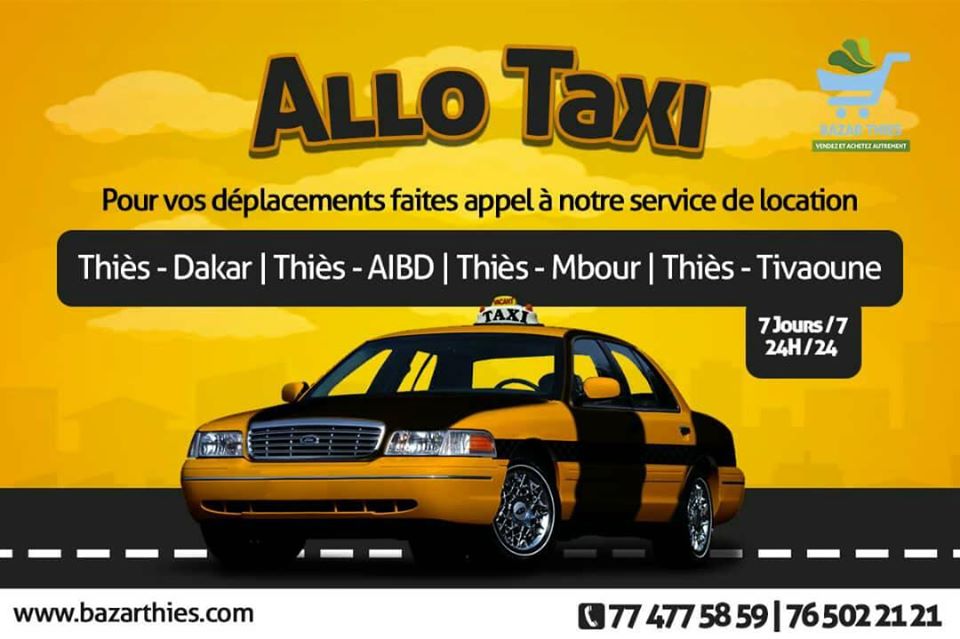 ALLO TAXI
BAZAR THIES
VENDEZ ET ACHETEZ AUTREMENT
Pour vos déplacements faites appel à notre service de location
Thiès - Dakar | Thiès - AIBD | Thiès - Mbour | Thiès - Tivaoune
7 Jours / 7
24H / 24
VACANT
TAXI
www.bazarthies.com
77 477 58 59 | 76 502 21 21